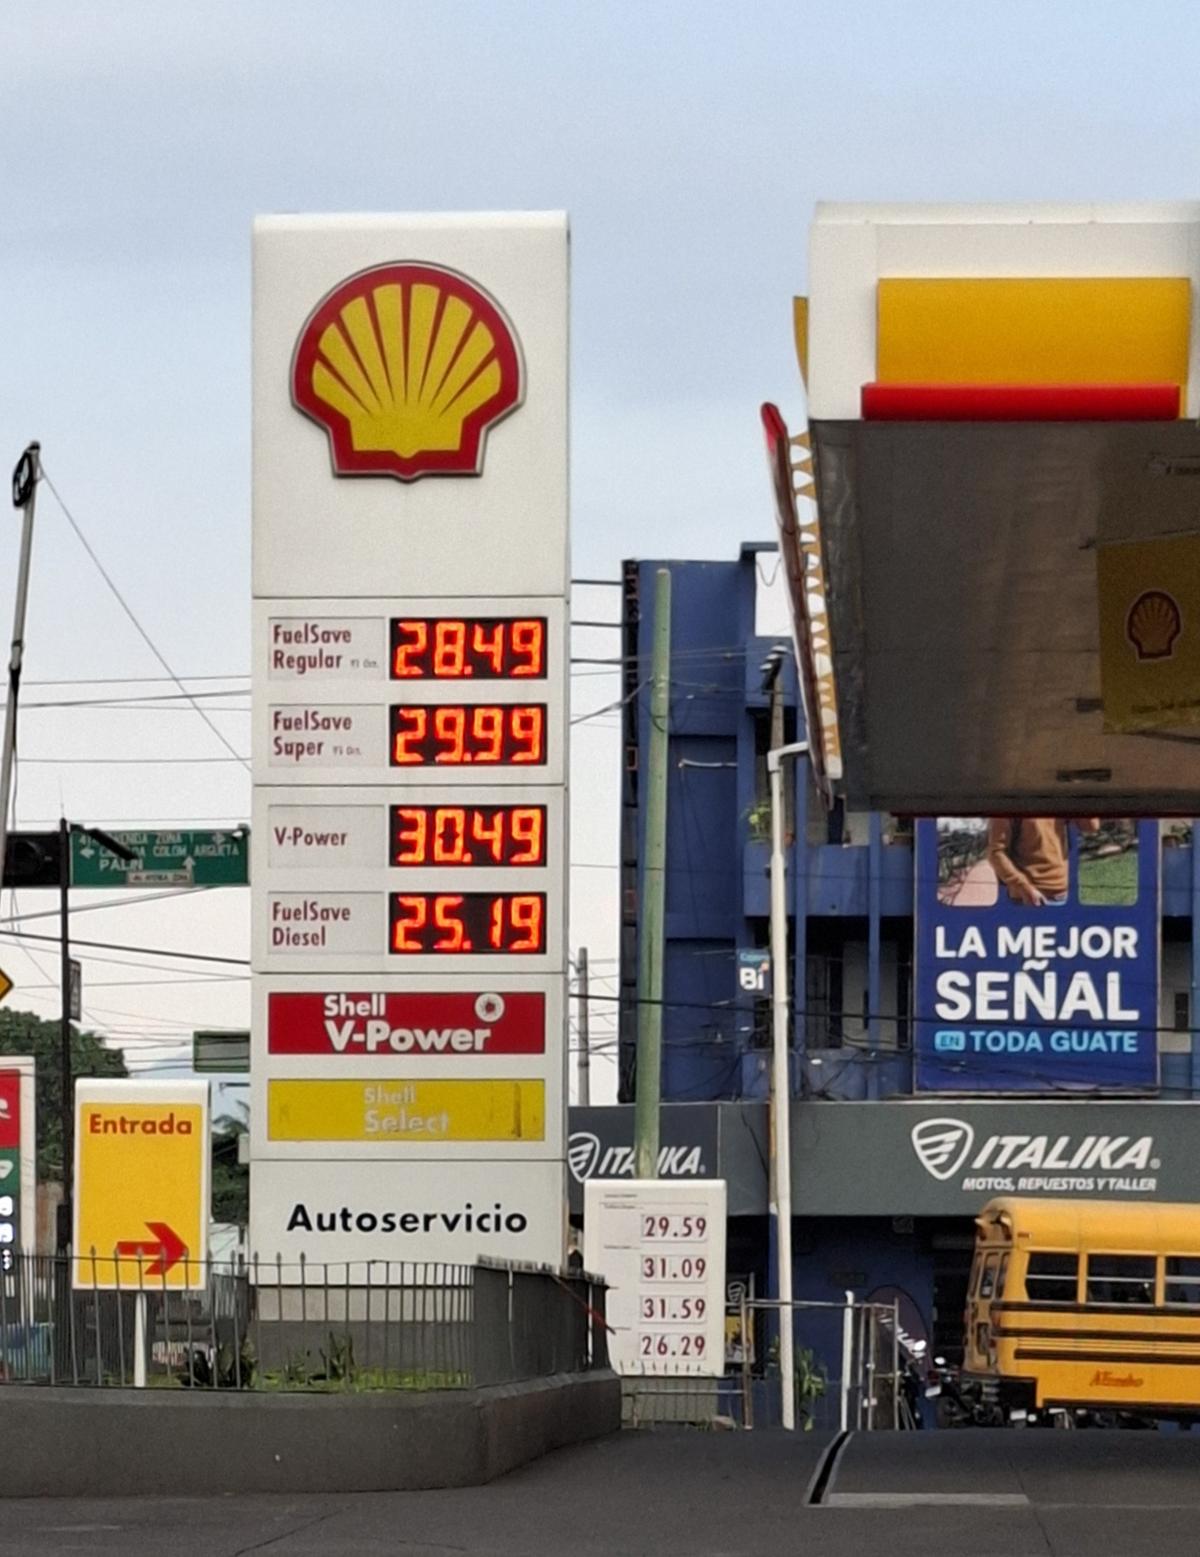 FuelSave
Regular
28.49
FuelSave
Super
29.99
V-Power
30.49
FuelSave
Diesel
25.19
Shell
V-Power
Shell
Select
Autoservicio
Entrada
PALIN
29.59
31.09
31.59
26.29
Bi
LA MEJOR
SEÑAL
EN TODA GUATE
ITALIKA
ITALIKA
MOTOS, REPUESTOS Y TALLER